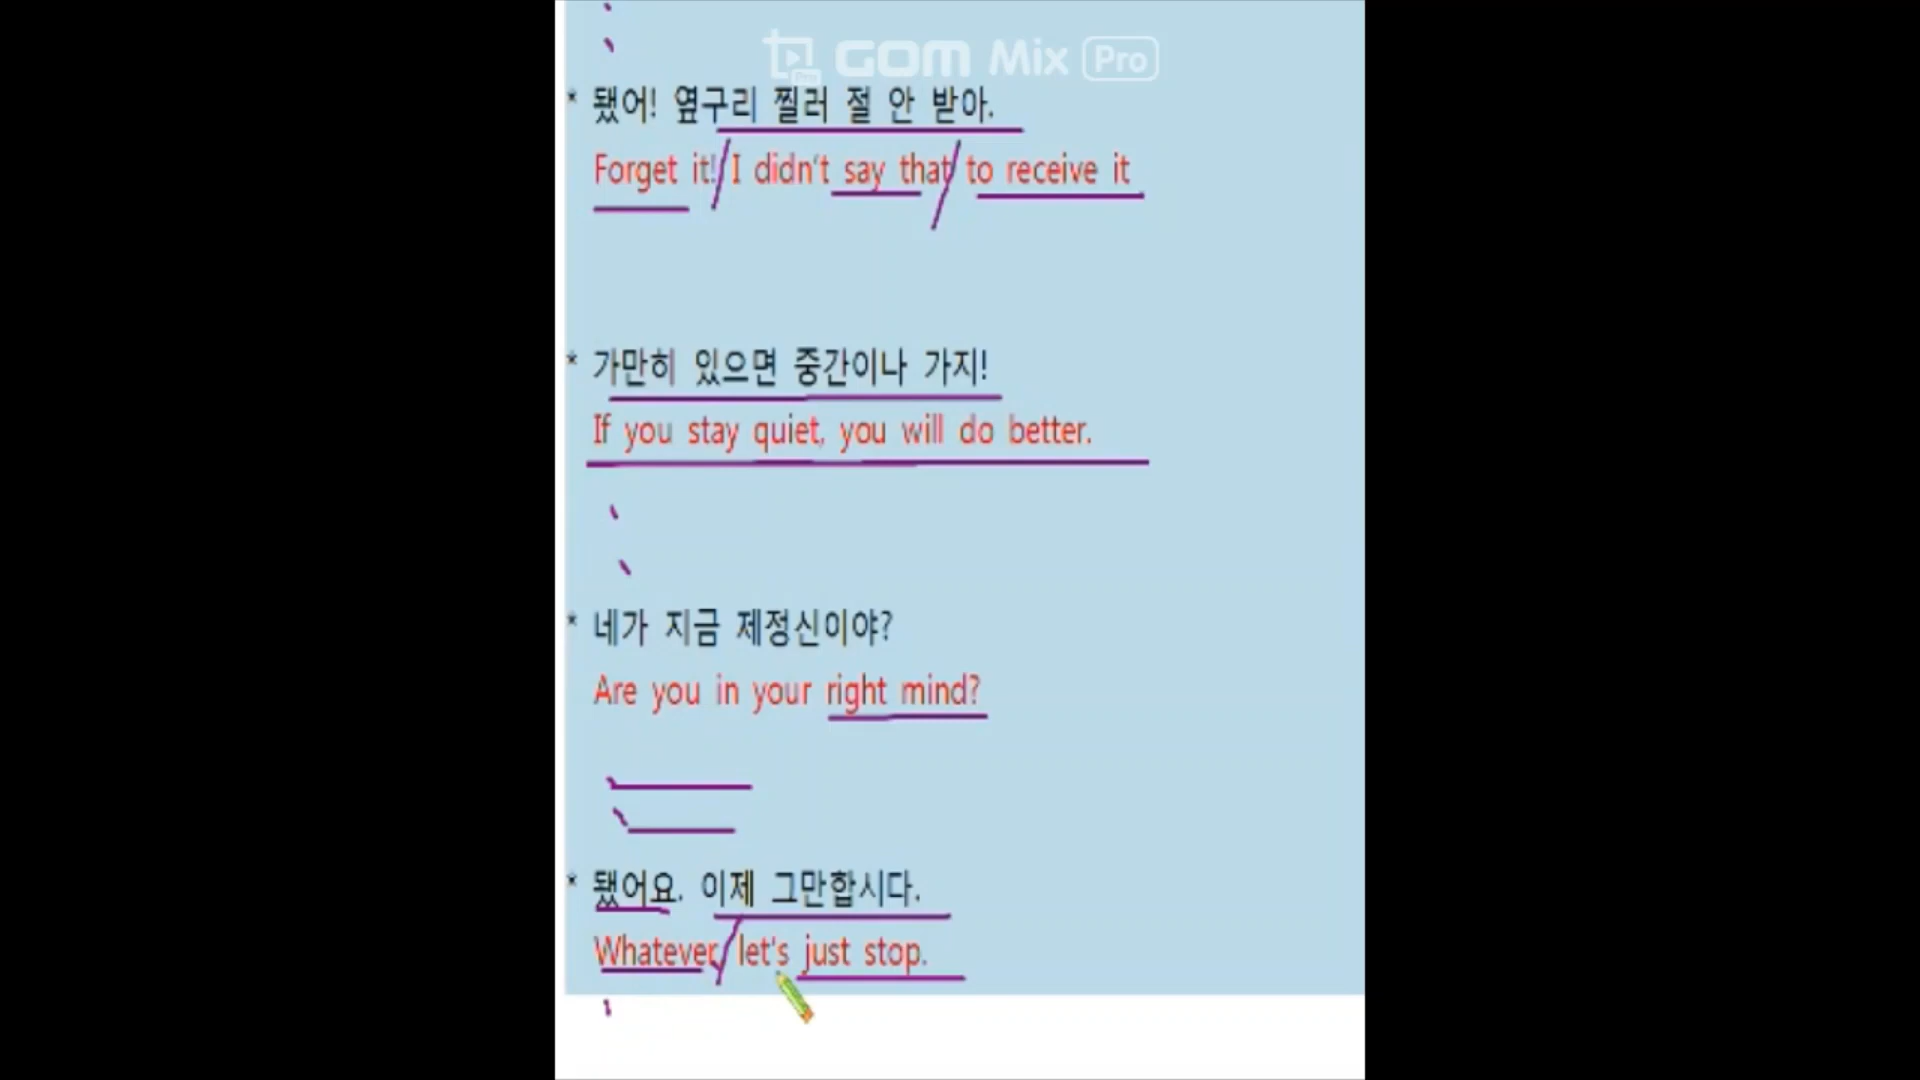 GOM Mix Pro
* 됐어! 옆구리 찔러 절 안 받아.
Forget it! I didn't say that to receive it
* 가만히 있으면 중간이나 가지!
If you stay quiet, you will do better.
* 네가 지금 제정신이야?
Are you in your right mind?
* 됐어요. 이제 그만합시다.
Whatever, let's just stop.